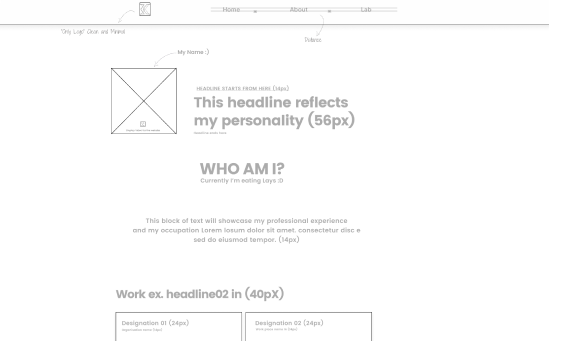 Home About Lab
"Only Logo" Clean and Minimal
Distance
My Name :)
HEADLINE STARTS FROM HERE (14px)
This headline reflects
my personality (56px)
WHO AM I?
Currently I'm eating Lays :D
This block of text will showcase my professional experience
and my occupation Lorem iosum dolor sit amet. consectetur disc e
sed do eiusmod tempor. (14px)
Work ex. headline02 in (40pX)
Designation 01 (24px)
Designation 02 (24px)